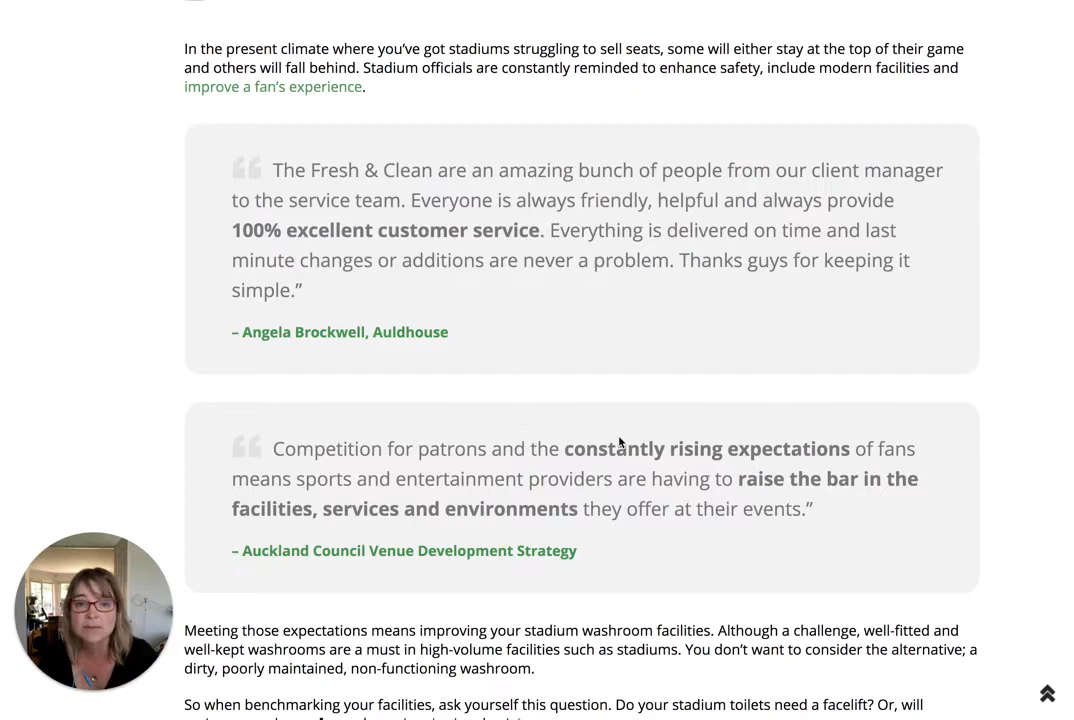 In the present climate where you’ve got stadiums struggling to sell seats, some will either stay at the top of their game
and others will fall behind. Stadium officials are constantly reminded to enhance safety, include modern facilities and
improve a fan’s experience.
The Fresh & Clean are an amazing bunch of people from our client manager
to the service team. Everyone is always friendly, helpful and always provide
100% excellent customer service. Everything is delivered on time and last
minute changes or additions are never a problem. Thanks guys for keeping it
simple.”
– Angela Brockwell, Auldhouse
Competition for patrons and the constantly rising expectations of fans
means sports and entertainment providers are having to raise the bar in the
facilities, services and environments they offer at their events.”
– Auckland Council Venue Development Strategy
Meeting those expectations means improving your stadium washroom facilities. Although a challenge, well-fitted and
well-kept washrooms are a must in high-volume facilities such as stadiums. You don’t want to consider the alternative; a
dirty, poorly maintained, non-functioning washroom.
So when benchmarking your facilities, ask yourself this question. Do your stadium toilets need a facelift? Or, will